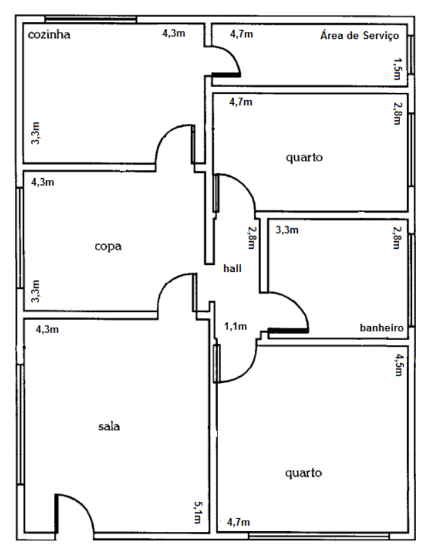 cozinha 4,3m
3,3m
4,7m Área de Serviço
1,5m
4,7m
2,8m
quarto
4,3m
copa
3,3m
2,8m
hall
1,1m
3,3m
2,8m
banheiro
4,3m
sala
5,1m
4,5m
quarto
4,7m